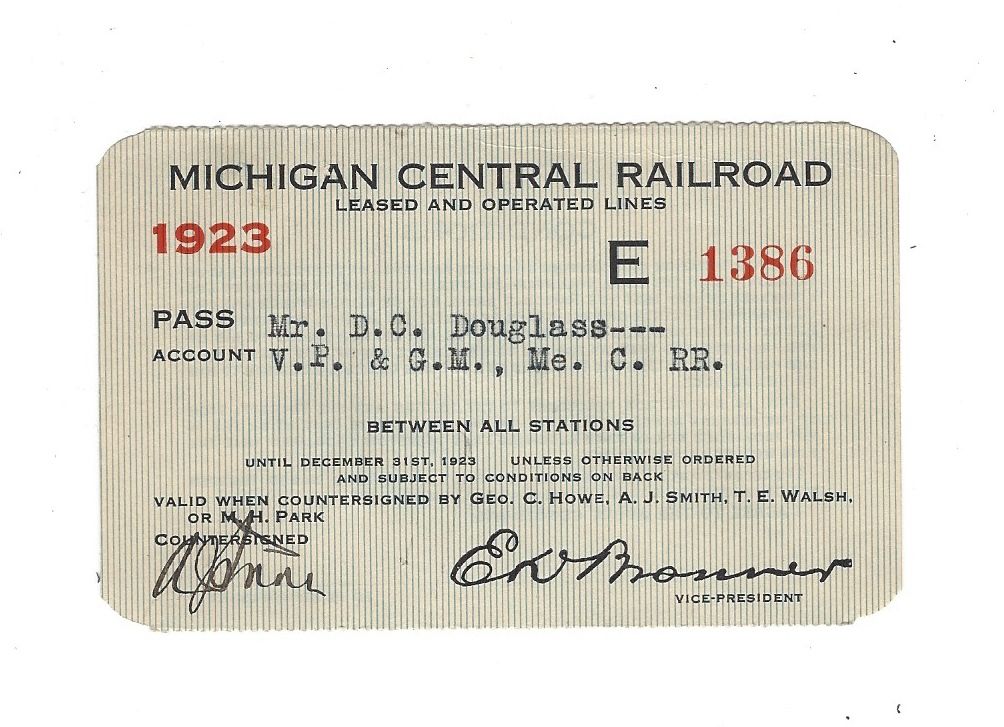 MICHIGAN CENTRAL RAILROAD
LEASED AND OPERATED LINES
1923
E 1386
PASS Mr. D.C. Douglass---
ACCOUNT V.P. & G.M., Me. C. RR.
BETWEEN ALL STATIONS
UNTIL DECEMBER 31ST, 1923 UNLESS OTHERWISE ORDERED
AND SUBJECT TO CONDITIONS ON BACK
VALID WHEN COUNTERSIGNED BY GEO. C. HOWE, A. J. SMITH, T. E. WALSH,
OR M. H. PARK
COUNTERSIGNED
A J Smith
E D Bronner
VICE-PRESIDENT